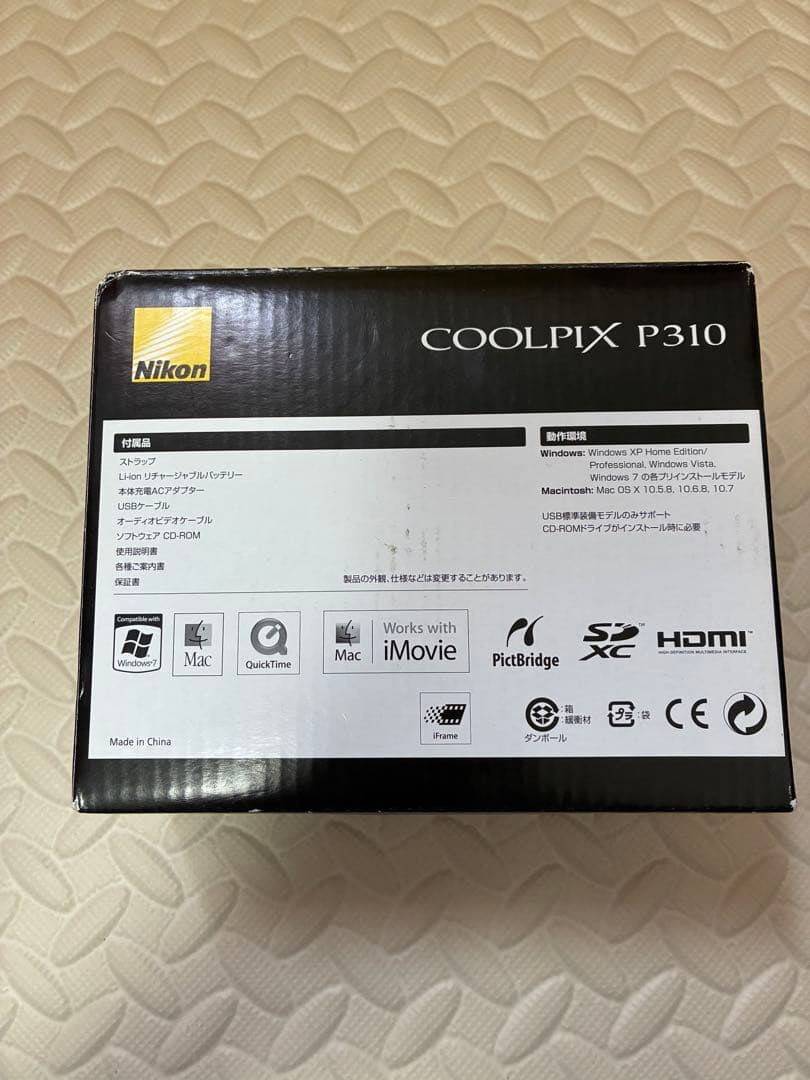 Nikon
COOLPIX P310
付属品
ストラップ
Li-ion リチャージャブルバッテリー
本体充電ACアダプター
USBケーブル
オーディオビデオケーブル
ソフトウェア CD-ROM
使用説明書
各種ご案内書
保証書
製品の外観、仕様などは変更することがあります。
動作環境
Windows: Windows XP Home Edition/
Professional, Windows Vista,
Windows 7 の各プリインストールモデル
Macintosh: Mac OS X 10.5.8, 10.6.8, 10.7
USB標準装備モデルのみサポート
CD-ROMドライブがインストール時に必要
Compatible with
Windows 7
Mac
QuickTime
Mac
Works with
iMovie
PictBridge
SD XC™
HDMI™
HIGH-DEFINITION MULTIMEDIA INTERFACE
iFrame
:箱
:緩衝材
ダンボール
プラ :袋
CE
Made in China